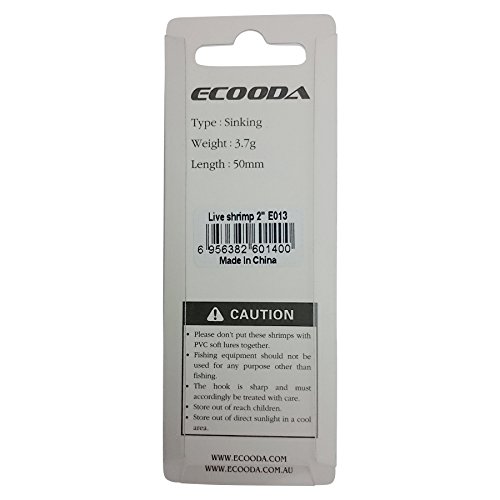 ECOODA
Type : Sinking
Weight : 3.7g
Length : 50mm
Live shrimp 2" E013
6 956382 601400
Made In China
CAUTION
• Please don't put these shrimps with
PVC soft lures together.
• Fishing equipment should not be
used for any purpose other than
fishing.
• The hook is sharp and must
accordingly be treated with care.
• Store out of reach children.
• Store out of direct sunlight in a cool
area.
WWW.ECOODA.COM
WWW.ECOODA.COM.AU